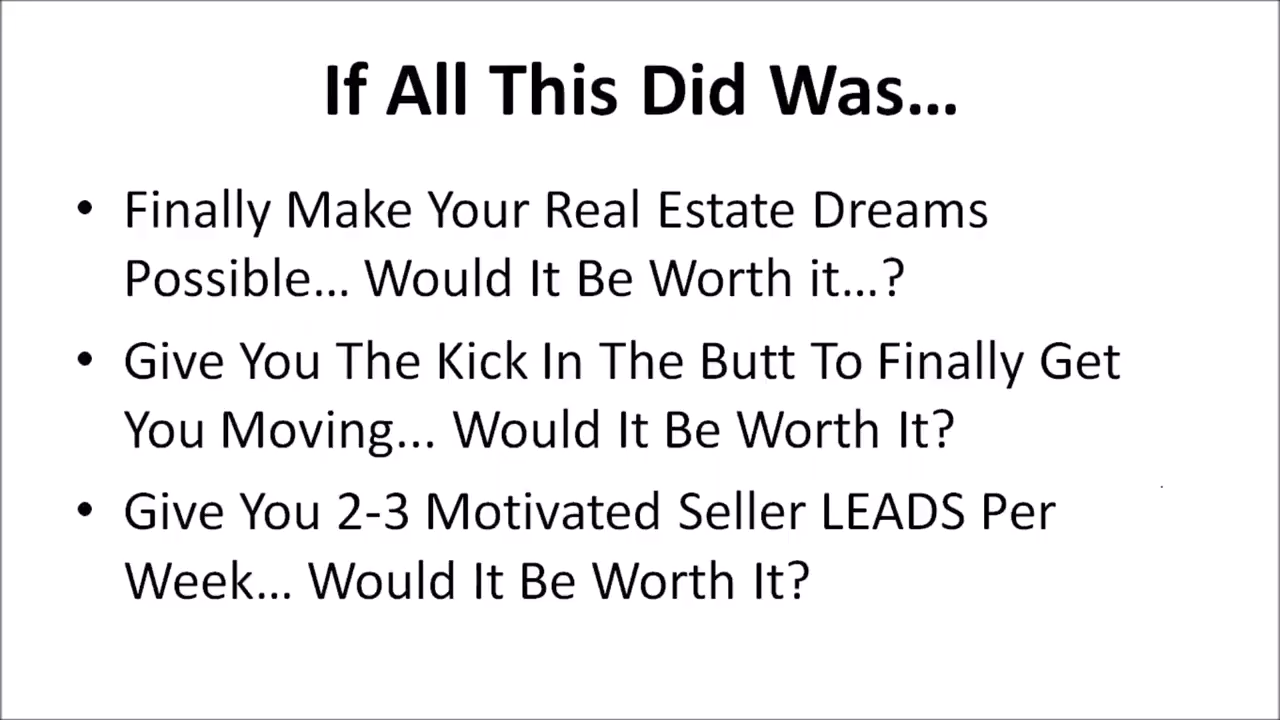 If All This Did Was...
• Finally Make Your Real Estate Dreams
Possible... Would It Be Worth it...?
• Give You The Kick In The Butt To Finally Get
You Moving... Would It Be Worth It?
• Give You 2-3 Motivated Seller LEADS Per
Week... Would It Be Worth It?